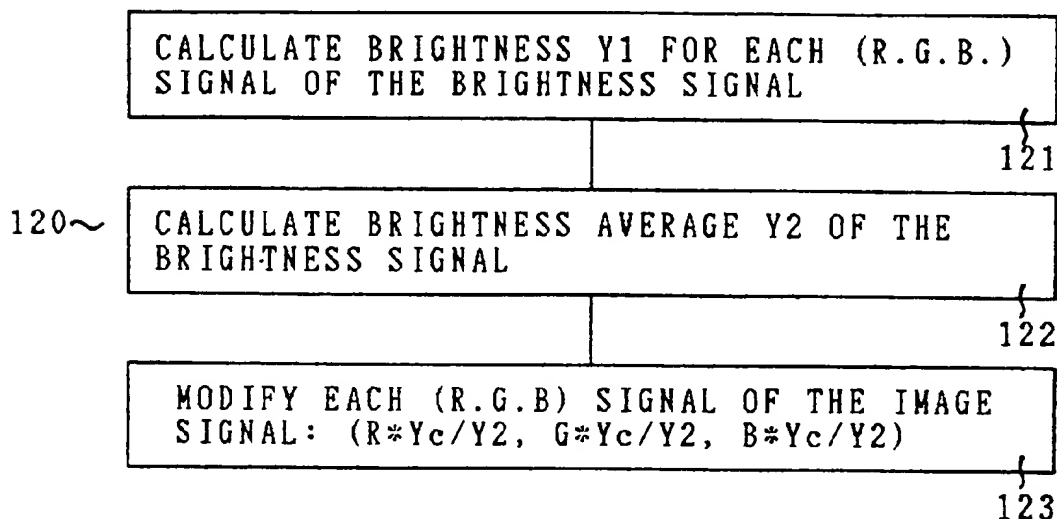 CALCULATE BRIGHTNESS Y1 FOR EACH (R.G.B.)
SIGNAL OF THE BRIGHTNESS SIGNAL
121
120~
CALCULATE BRIGHTNESS AVERAGE Y2 OF THE
BRIGHTNESS SIGNAL
122
MODIFY EACH (R.G.B) SIGNAL OF THE IMAGE
SIGNAL: (R*Yc/Y2, G*Yc/Y2, B*Yc/Y2)
123